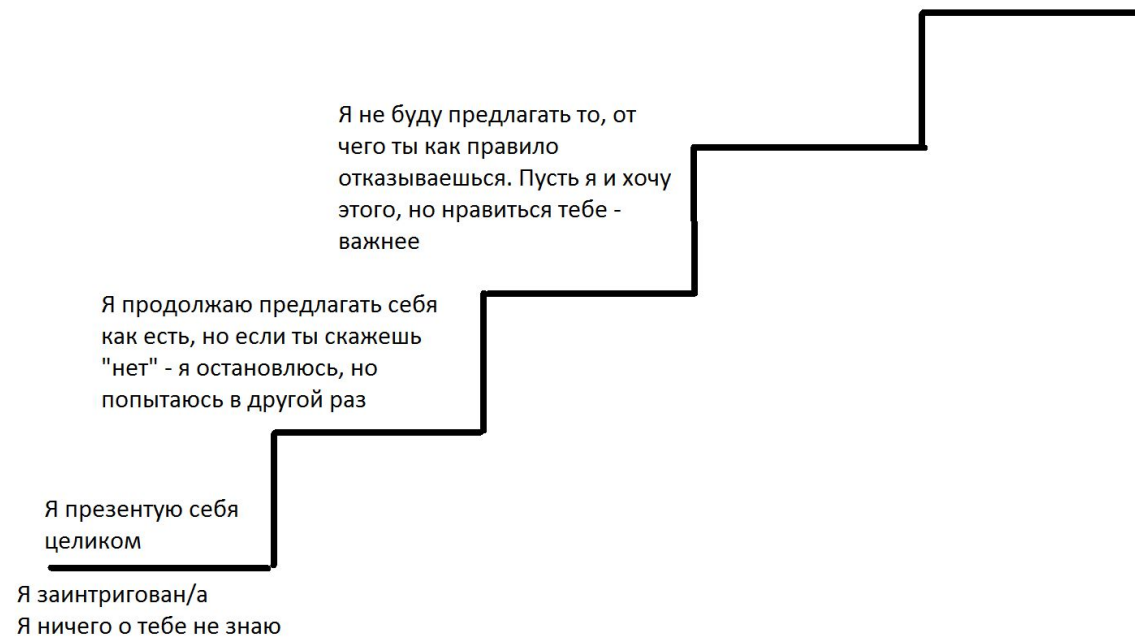 Я не буду предлагать то, от
чего ты как правило
отказываешься. Пусть я и хочу
этого, но нравиться тебе -
важнее
Я продолжаю предлагать себя
как есть, но если ты скажешь
"нет" - я остановлюсь, но
попытаюсь в другой раз
Я презентую себя
целиком
Я заинтригован/а
Я ничего о тебе не знаю